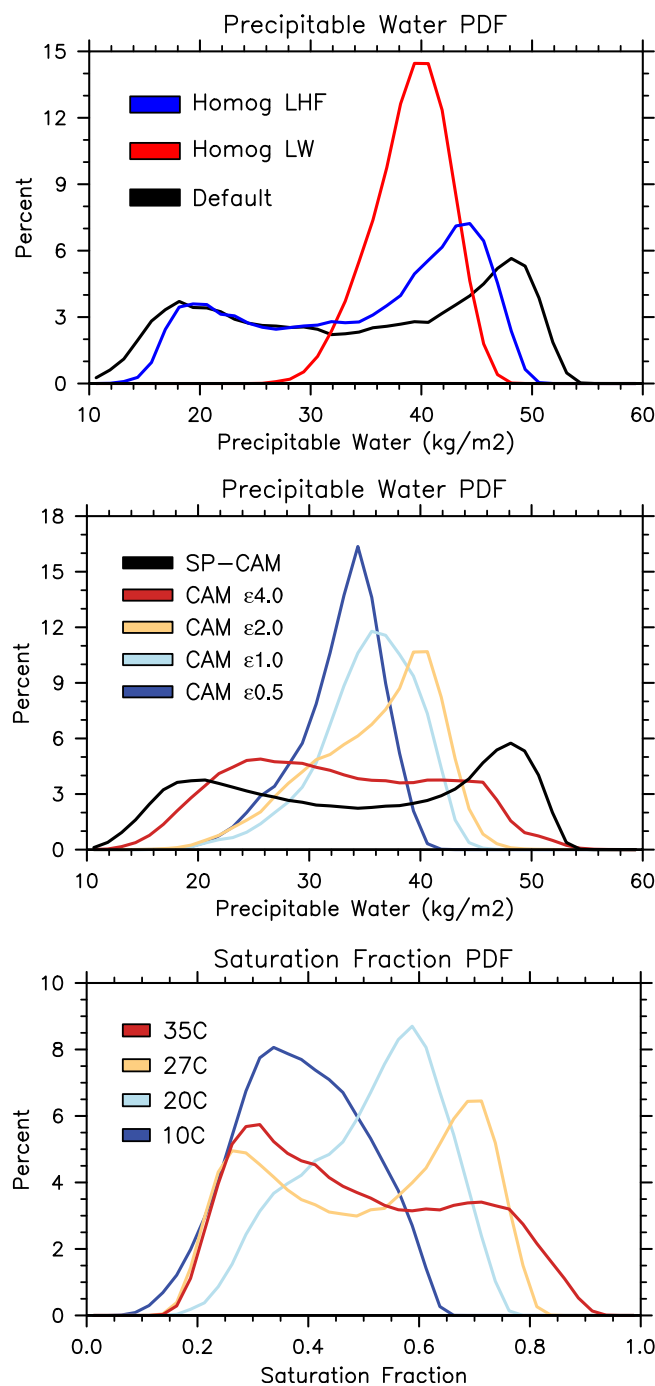 Precipitable Water PDF
15
12
9
6
3
0
Percent
Homog LHF
Homog LW
Default
10 20 30 40 50 60
Precipitable Water (kg/m2)
Precipitable Water PDF
18
15
12
9
6
3
0
Percent
SP-CAM
CAM ε4.0
CAM ε2.0
CAM ε1.0
CAM ε0.5
10 20 30 40 50 60
Precipitable Water (kg/m2)
Saturation Fraction PDF
10
8
6
4
2
0
Percent
35C
27C
20C
10C
0.0 0.2 0.4 0.6 0.8 1.0
Saturation Fraction